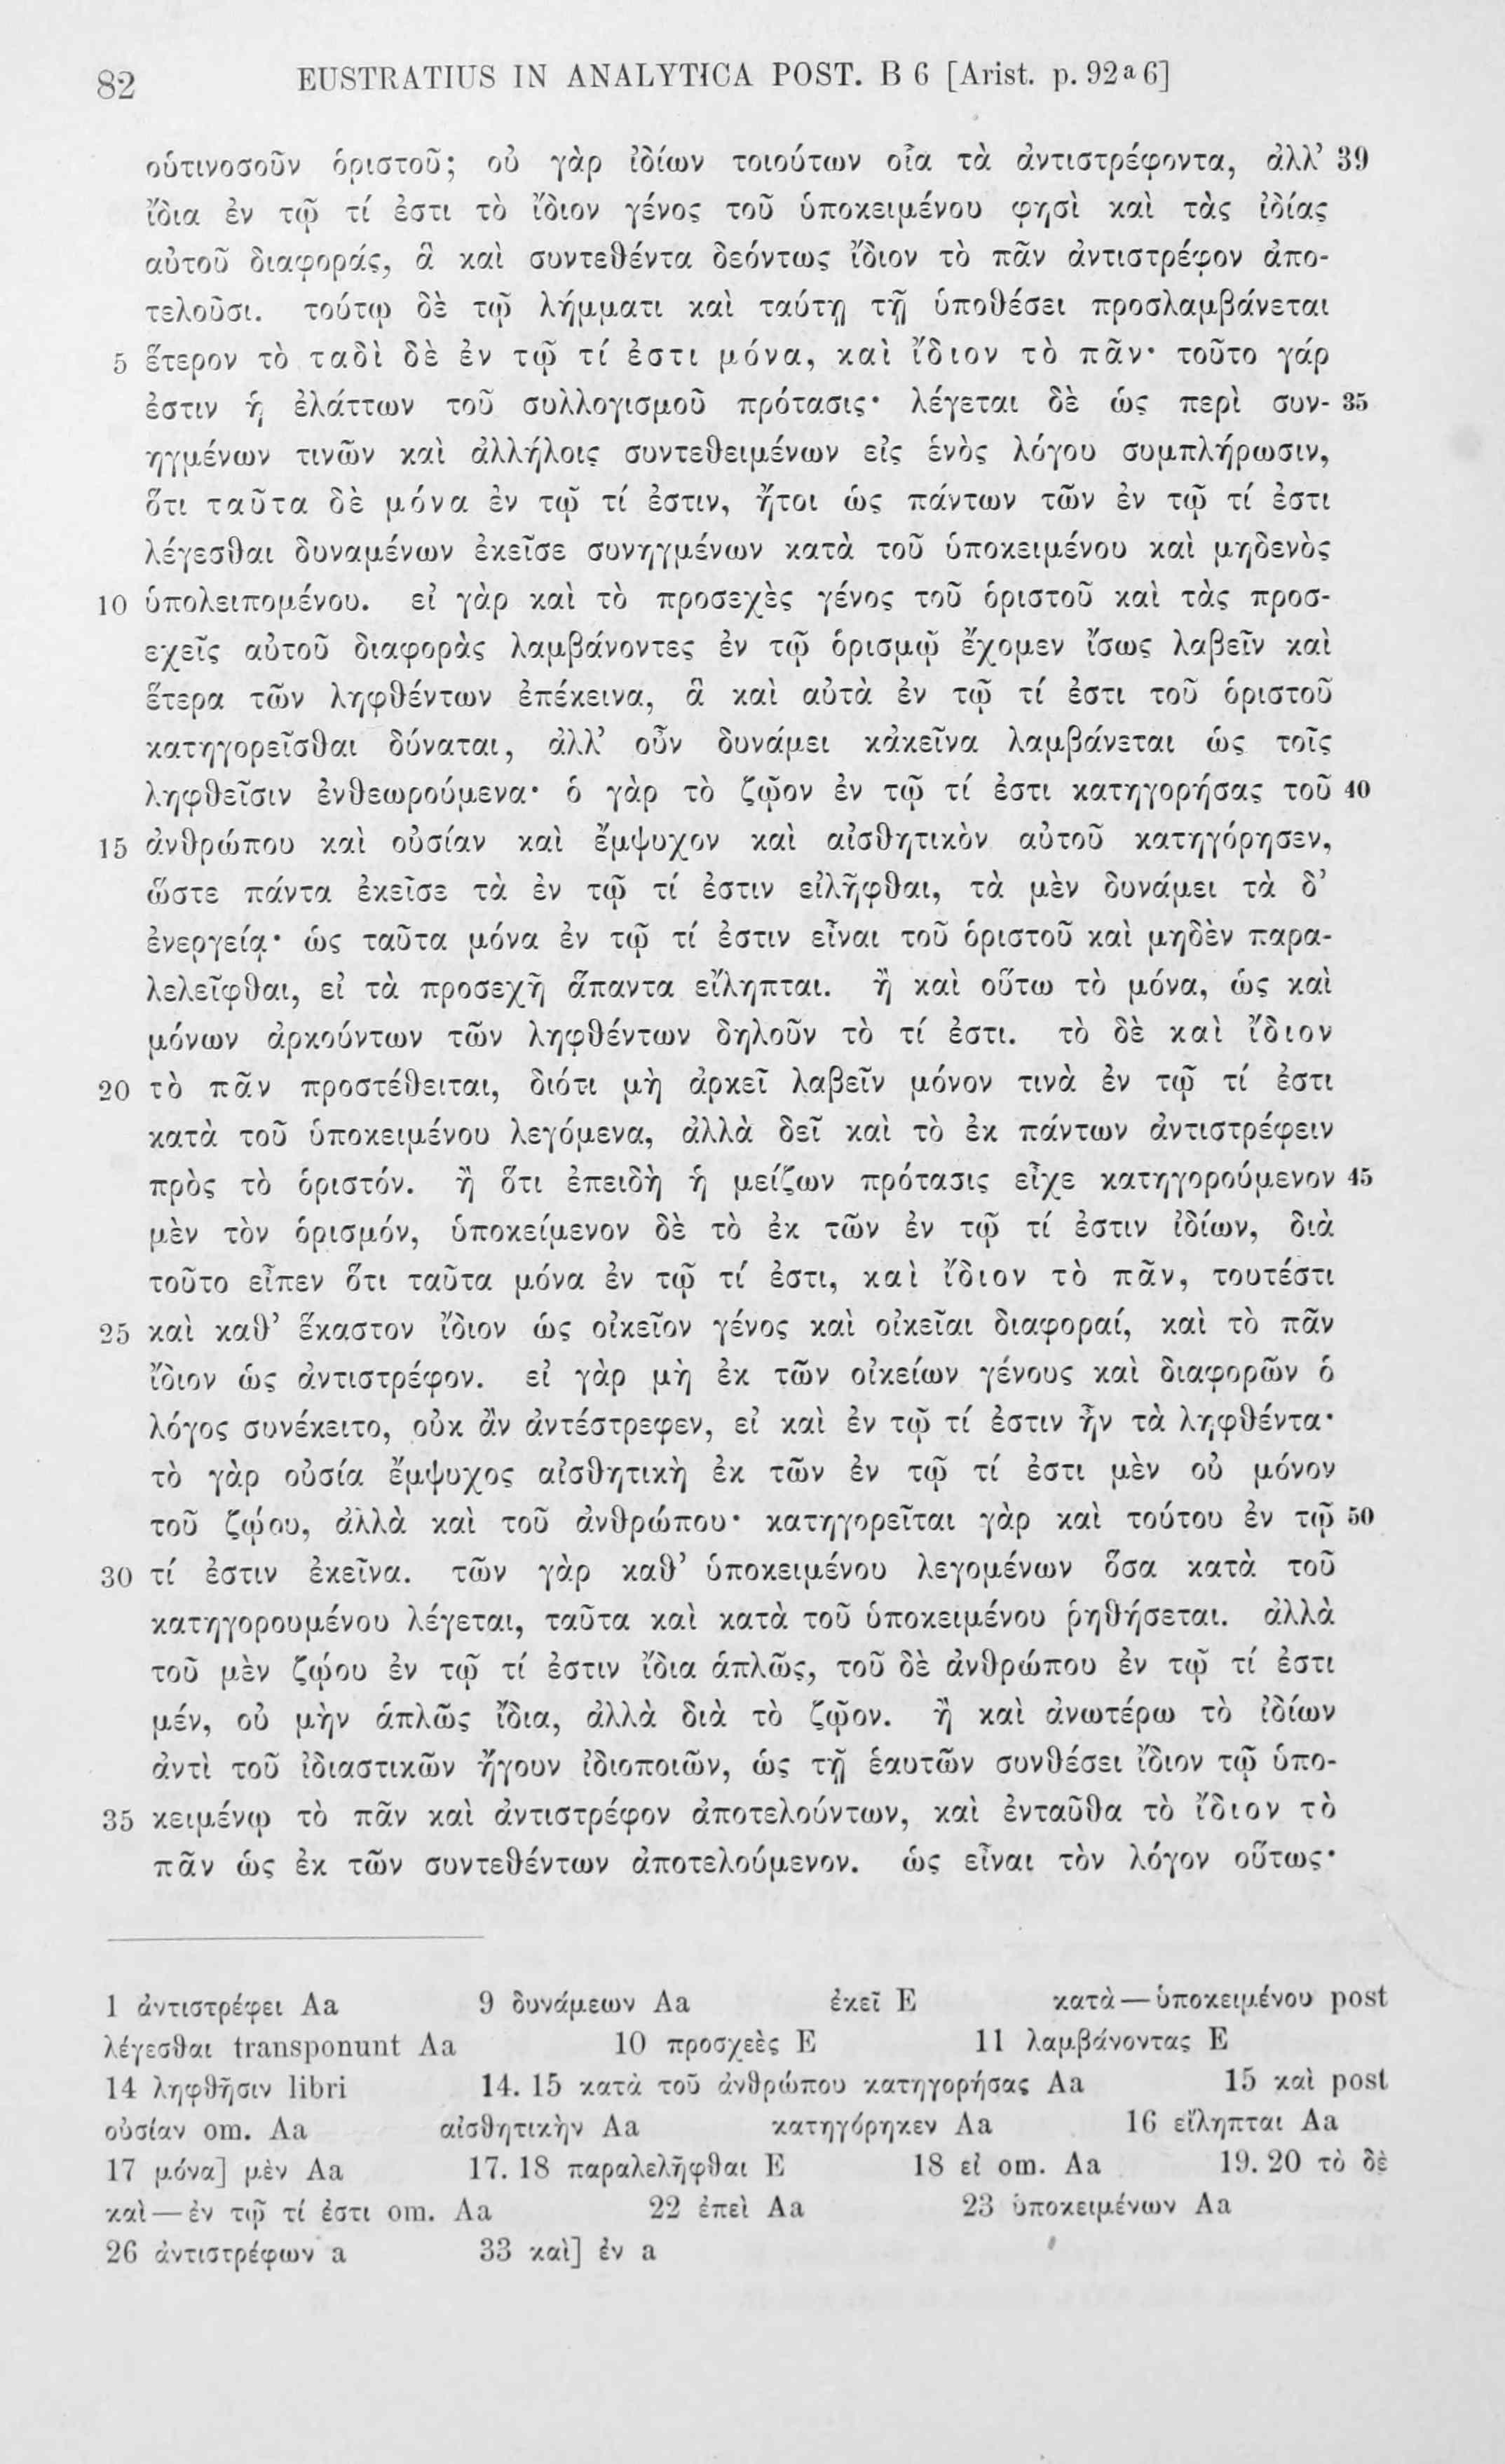 82 EUSTRATIUS IN ANALYTICA POST. B 6 [Arist. p. 92a6]
οὑτινοσοῦν ὁριστοῦ; οὐ γὰρ ἰδίων τοιούτων οἷα τὰ ἀντιστρέφοντα, ἀλλ’ 39
ἴδια ἐν τῷ τί ἐστι τὸ ἴδιον γένος τοῦ ὑποκειμένου φησὶ καὶ τὰς ἰδίας
αὐτοῦ διαφοράς, ἃ καὶ συντεθέντα δεόντως ἴδιον τὸ πᾶν ἀντιστρέφον ἀπο-
τελοῦσι. τούτῳ δὲ τῷ λήμματι καὶ ταύτῃ τῇ ὑποθέσει προσλαμβάνεται
5 ἕτερον τὸ ταδὶ δὲ ἐν τῷ τί ἐστι μόνα, καὶ ἴδιον τὸ πᾶν· τοῦτο γάρ
ἐστιν ἡ ἐλάττων τοῦ συλλογισμοῦ πρότασις· λέγεται δὲ ὡς περὶ συν- 35
ηγμένων τινῶν καὶ ἀλλήλοις συντεθειμένων εἰς ἑνὸς λόγου συμπλήρωσιν,
ὅτι ταῦτα δὲ μόνα ἐν τῷ τί ἐστιν, ἤτοι ὡς πάντων τῶν ἐν τῷ τί ἐστι
λέγεσθαι δυναμένων ἐκεῖσε συνηγμένων κατὰ τοῦ ὑποκειμένου καὶ μηδενὸς
10 ὑπολειπομένου. εἰ γὰρ καὶ τὸ προσεχὲς γένος τοῦ ὁριστοῦ καὶ τὰς προσ-
εχεῖς αὐτοῦ διαφορὰς λαμβάνοντες ἐν τῷ ὁρισμῷ ἔχομεν ἴσως λαβεῖν καὶ
ἕτερα τῶν ληφθέντων ἐπέκεινα, ἃ καὶ αὐτὰ ἐν τῷ τί ἐστι τοῦ ὁριστοῦ
κατηγορεῖσθαι δύναται, ἀλλ’ οὖν δυνάμει κἀκεῖνα λαμβάνεται ὡς τοῖς
ληφθεῖσιν ἐνθεωρούμενα· ὁ γὰρ τὸ ζῷον ἐν τῷ τί ἐστι κατηγορήσας τοῦ 40
15 ἀνθρώπου καὶ οὐσίαν καὶ ἔμψυχον καὶ αἰσθητικὸν αὐτοῦ κατηγόρησεν,
ὥστε πάντα ἐκεῖσε τὰ ἐν τῷ τί ἐστιν εἰλῆφθαι, τὰ μὲν δυνάμει τὰ δ’
ἐνεργείᾳ· ὡς ταῦτα μόνα ἐν τῷ τί ἐστιν εἶναι τοῦ ὁριστοῦ καὶ μηδὲν παρα-
λελεῖφθαι, εἰ τὰ προσεχῆ ἅπαντα εἴληπται. ἢ καὶ οὕτω τὸ μόνα, ὡς καὶ
μόνων ἀρκούντων τῶν ληφθέντων δηλοῦν τὸ τί ἐστι. τὸ δὲ καὶ ἴδιον
20 τὸ πᾶν προστέθειται, διότι μὴ ἀρκεῖ λαβεῖν μόνον τινὰ ἐν τῷ τί ἐστι
κατὰ τοῦ ὑποκειμένου λεγόμενα, ἀλλὰ δεῖ καὶ τὸ ἐκ πάντων ἀντιστρέφειν
πρὸς τὸ ὁριστόν. ἢ ὅτι ἐπειδὴ ἡ μείζων πρότασις εἶχε κατηγορούμενον 45
μὲν τὸν ὁρισμόν, ὑποκείμενον δὲ τὸ ἐκ τῶν ἐν τῷ τί ἐστιν ἰδίων, διὰ
τοῦτο εἶπεν ὅτι ταῦτα μόνα ἐν τῷ τί ἐστι, καὶ ἴδιον τὸ πᾶν, τουτέστι
25 καὶ καθ’ ἕκαστον ἴδιον ὡς οἰκεῖον γένος καὶ οἰκεῖαι διαφοραί, καὶ τὸ πᾶν
ἴδιον ὡς ἀντιστρέφον. εἰ γὰρ μὴ ἐκ τῶν οἰκείων γένους καὶ διαφορῶν ὁ
λόγος συνέκειτο, οὐκ ἂν ἀντέστρεφεν, εἰ καὶ ἐν τῷ τί ἐστιν ἦν τὰ ληφθέντα·
τὸ γὰρ οὐσία ἔμψυχος αἰσθητικὴ ἐκ τῶν ἐν τῷ τί ἐστι μὲν οὐ μόνον
τοῦ ζῴου, ἀλλὰ καὶ τοῦ ἀνθρώπου· κατηγορεῖται γὰρ καὶ τούτου ἐν τῷ 50
30 τί ἐστιν ἐκεῖνα. τῶν γὰρ καθ’ ὑποκειμένου λεγομένων ὅσα κατὰ τοῦ
κατηγορουμένου λέγεται, ταῦτα καὶ κατὰ τοῦ ὑποκειμένου ῥηθήσεται. ἀλλὰ
τοῦ μὲν ζῴου ἐν τῷ τί ἐστιν ἴδια ἁπλῶς, τοῦ δὲ ἀνθρώπου ἐν τῷ τί ἐστι
μέν, οὐ μὴν ἁπλῶς ἴδια, ἀλλὰ διὰ τὸ ζῷον. ἢ καὶ ἀνωτέρω τὸ ἰδίων
ἀντὶ τοῦ ἰδιαστικῶν ἤγουν ἰδιοποιῶν, ὡς τῇ ἑαυτῶν συνθέσει ἴδιον τῷ ὑπο-
35 κειμένῳ τὸ πᾶν καὶ ἀντιστρέφον ἀποτελούντων, καὶ ἐνταῦθα τὸ ἴδιον τὸ
πᾶν ὡς ἐκ τῶν συντεθέντων ἀποτελούμενον. ὡς εἶναι τὸν λόγον οὕτως·
1 ἀντιστρέφει Aa 9 δυνάμεων Aa ἐκεῖ E κατὰ—ὑποκειμένου post
λέγεσθαι transponunt Aa 10 προσχεὲς E 11 λαμβάνοντας E
14 ληφθῆσιν libri 14. 15 κατὰ τοῦ ἀνθρώπου κατηγορήσας Aa 15 καὶ post
οὐσίαν om. Aa αἰσθητικὴν Aa κατηγόρηκεν Aa 16 εἴληπται Aa
17 μόνα] μὲν Aa 17. 18 παραλελῆφθαι E 18 εἰ om. Aa 19. 20 τὸ δὲ
καὶ—ἐν τῷ τί ἐστι om. Aa 22 ἐπεὶ Aa 23 ὑποκειμένων Aa
26 ἀντιστρέφων a 33 καὶ] ἐν a